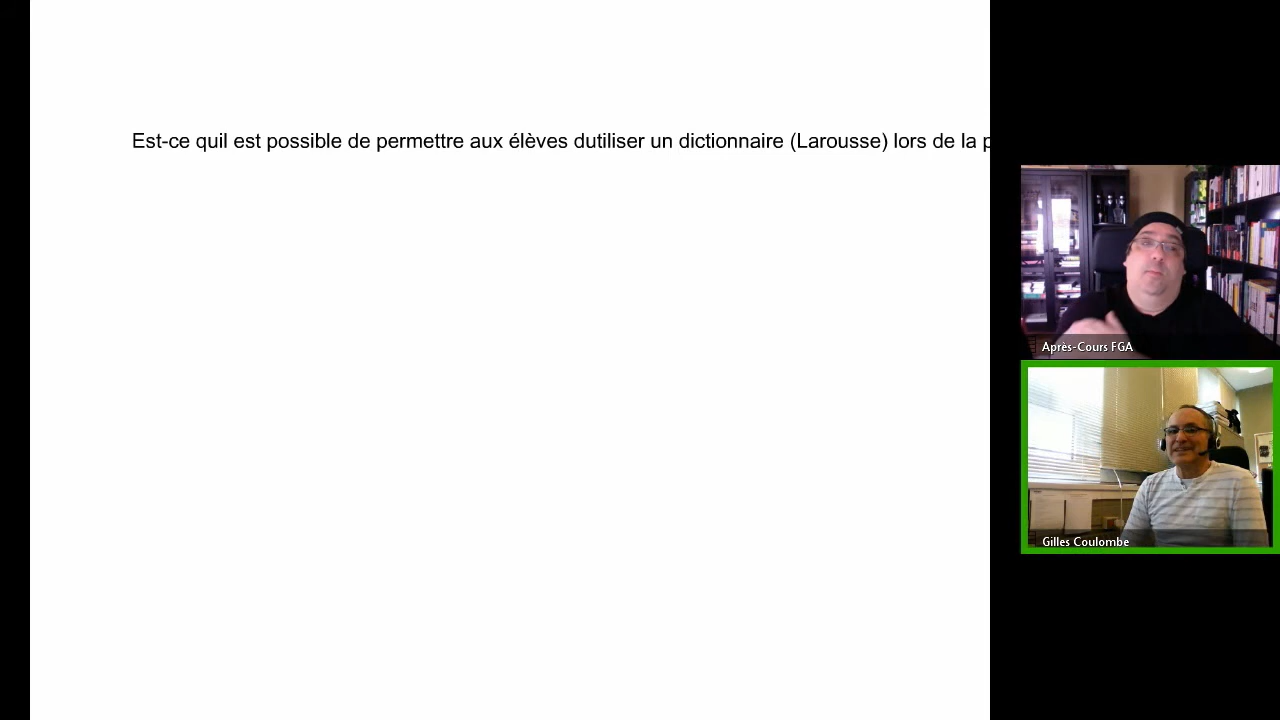 Est-ce quil est possible de permettre aux élèves dutiliser un dictionnaire (Larousse) lors de la
Après-Cours FGA
Gilles Coulombe